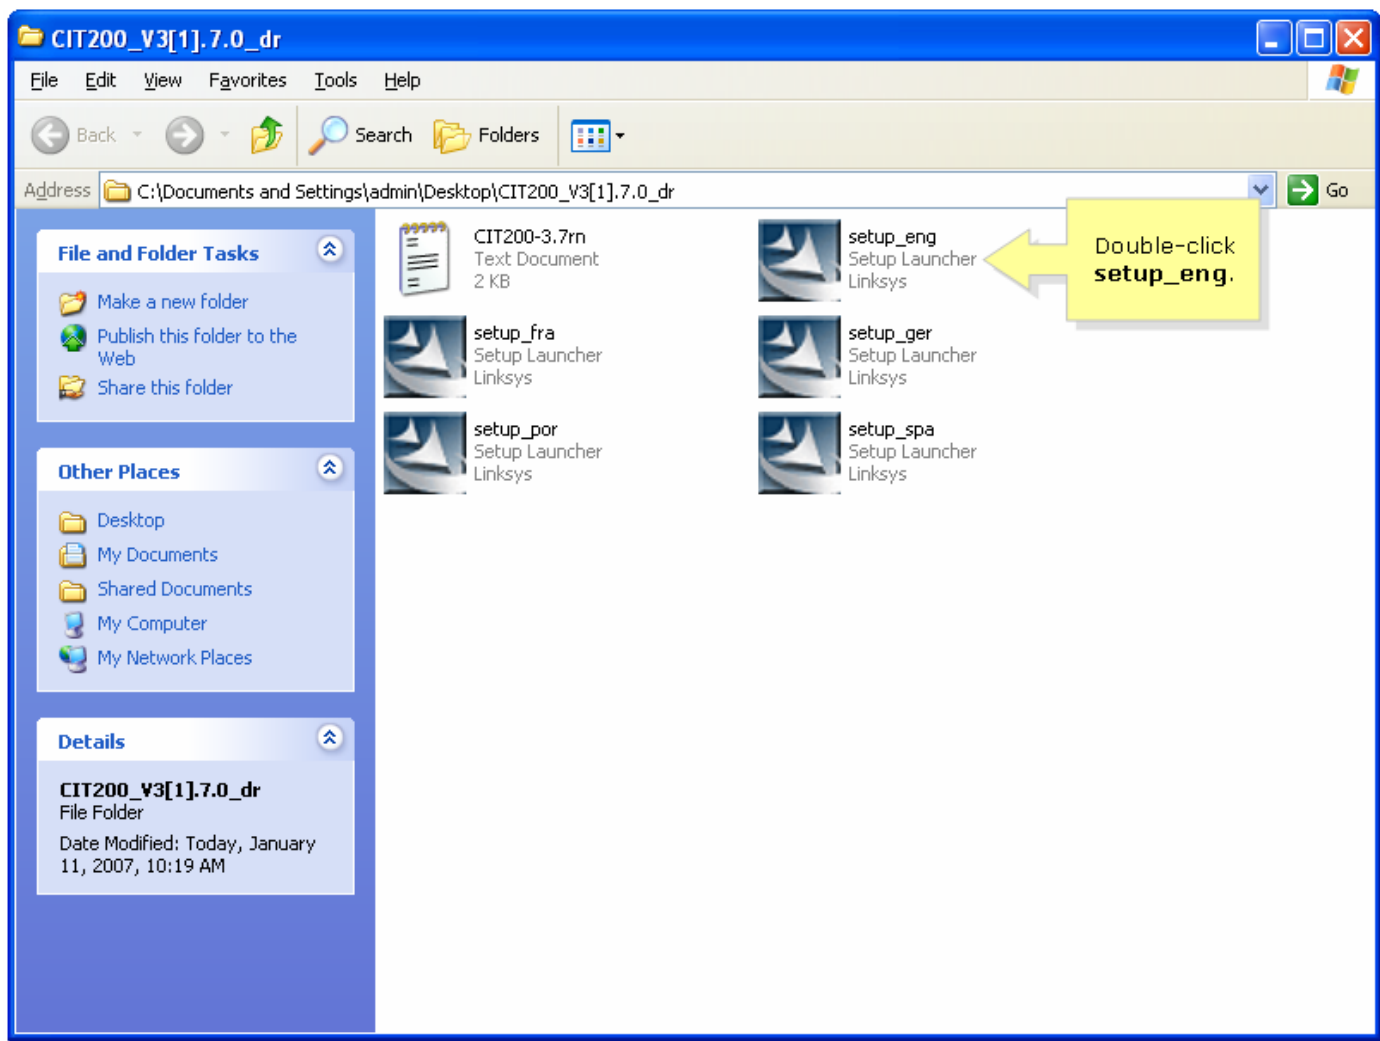 CIT200_V3[1].7.0_dr
File Edit View Favorites Tools Help
Back Search Folders
Address C:\Documents and Settings\admin\Desktop\CIT200_V3[1].7.0_dr Go
File and Folder Tasks
Make a new folder
Publish this folder to the
Web
Share this folder
Other Places
Desktop
My Documents
Shared Documents
My Computer
My Network Places
Details
CIT200_V3[1].7.0_dr
File Folder
Date Modified: Today, January
11, 2007, 10:19 AM
CIT200-3.7rn
Text Document
2 KB
setup_eng
Setup Launcher
Linksys
Double-click
setup_eng.
setup_fra
Setup Launcher
Linksys
setup_ger
Setup Launcher
Linksys
setup_por
Setup Launcher
Linksys
setup_spa
Setup Launcher
Linksys